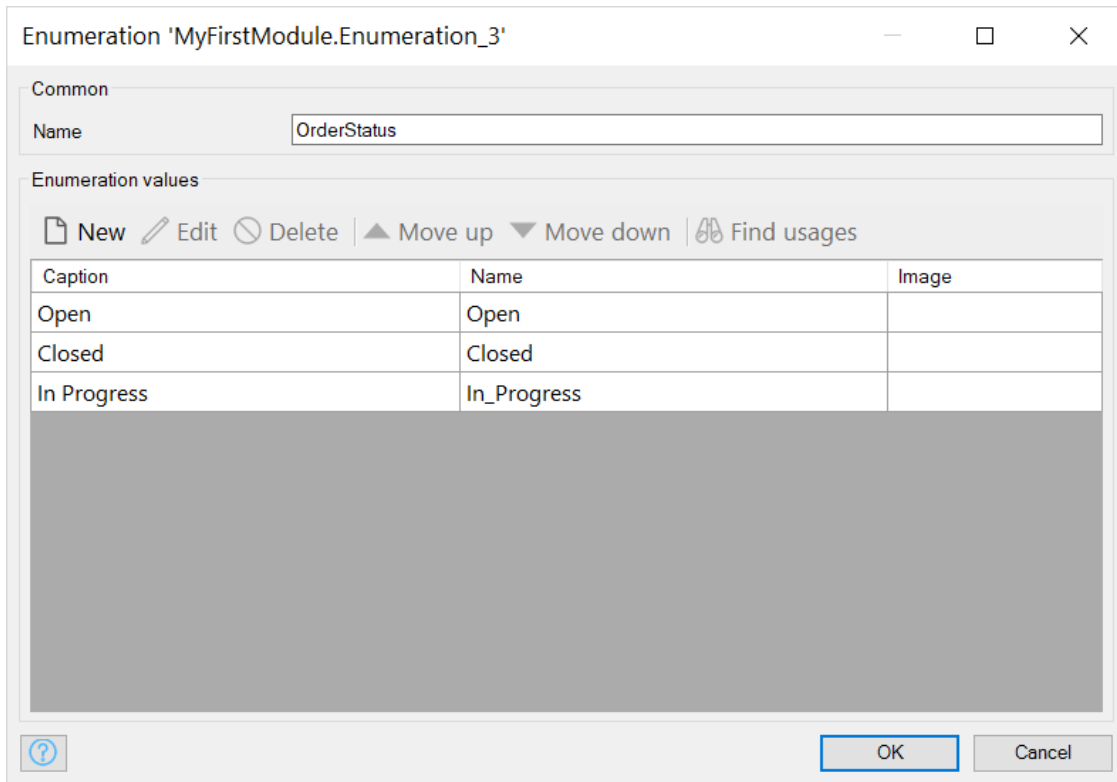 Enumeration 'MyFirstModule.Enumeration_3'
Common
Name OrderStatus
Enumeration values
New Edit Delete Move up Move down Find usages
Caption Name Image
Open Open
Closed Closed
In Progress In_Progress
? OK Cancel